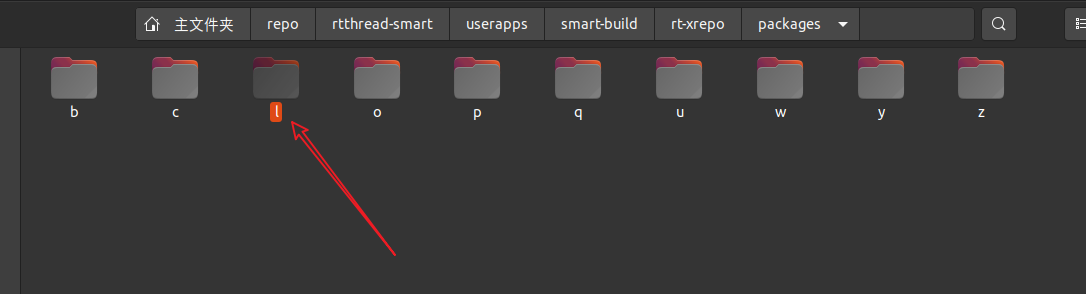 主文件夹 repo rtthread-smart userapps smart-build rt-xrepo packages
b c l o p q u w y z